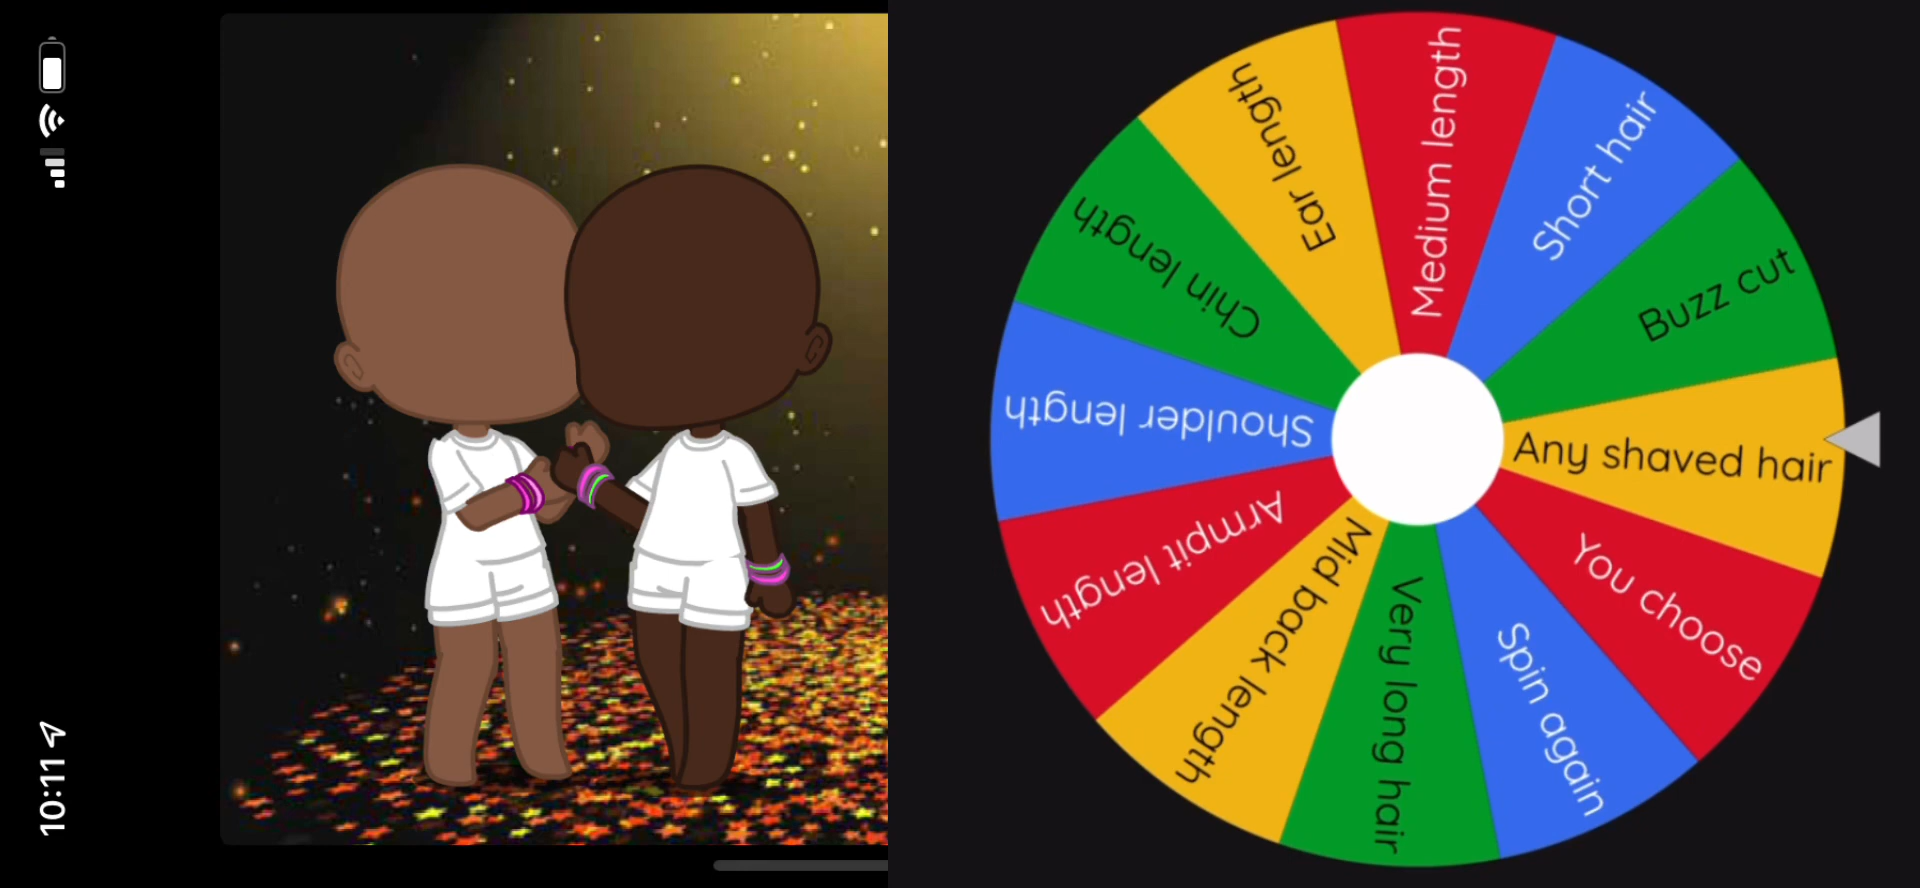 10:11
Medium length
Short hair
Buzz cut
Any shaved hair
You choose
Spin again
Very long hair
Mid back length
Armpit length
Shoulder length
Chin length
Ear length